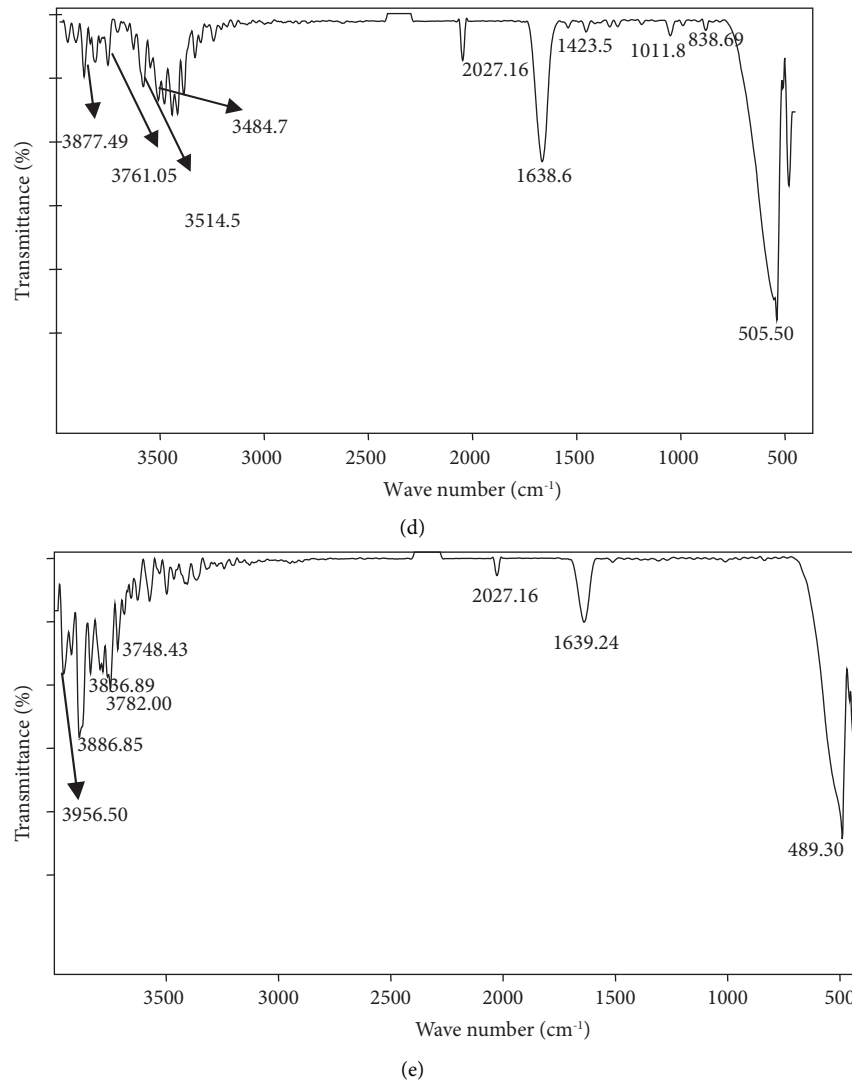 Transmittance (%)
3877.49
3761.05
3514.5
3484.7
2027.16
1638.6
1423.5
1011.8
838.69
505.50
3500 3000 2500 2000 1500 1000 500
Wave number (cm⁻¹)
(d)
Transmittance (%)
3748.43
3836.89
3782.00
3886.85
3956.50
2027.16
1639.24
489.30
3500 3000 2500 2000 1500 1000 500
Wave number (cm⁻¹)
(e)